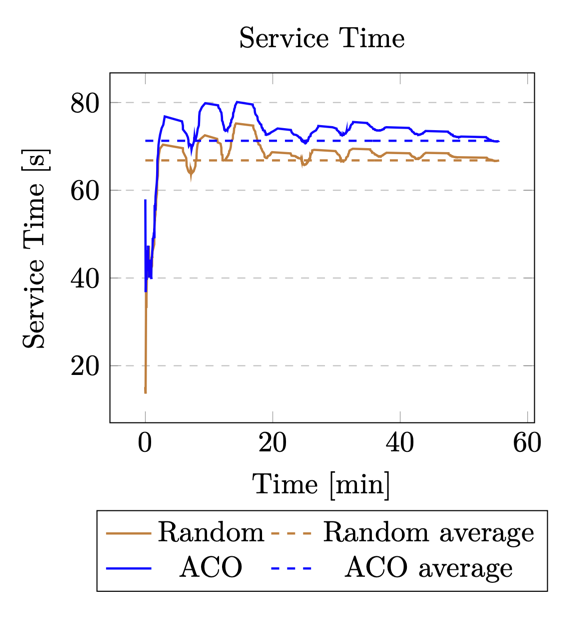 Service Time
Service Time [s]
80
60
40
20
0 20 40 60
Time [min]
Random Random average
ACO ACO average